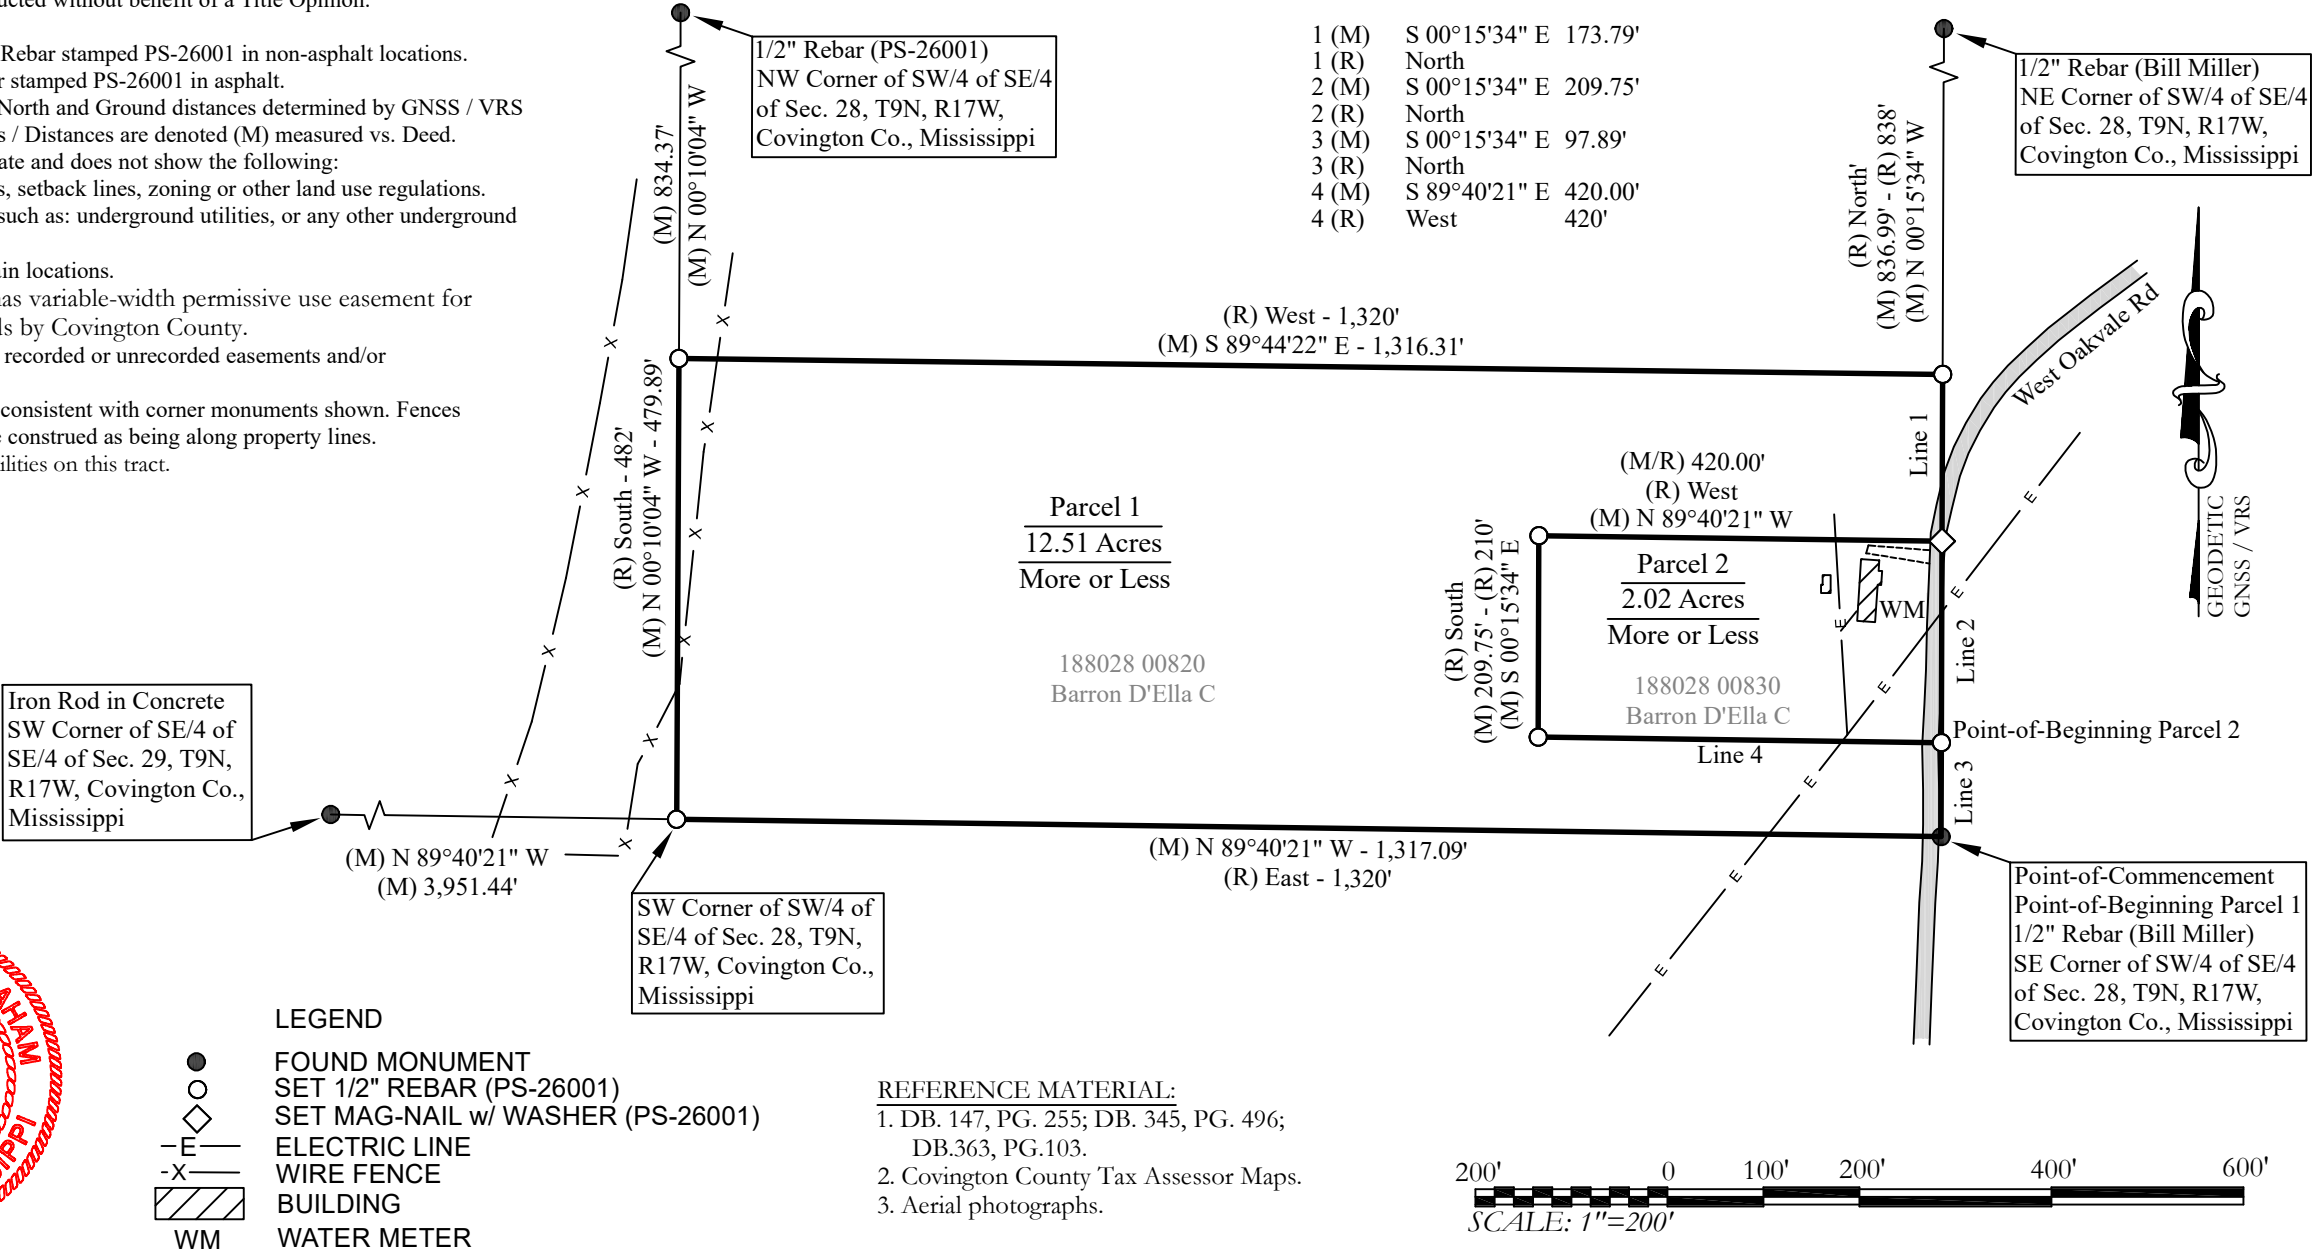 ucted without benefit of a Title Opinion.
Rebar stamped PS-26001 in non-asphalt locations.
r stamped PS-26001 in asphalt.
North and Ground distances determined by GNSS / VRS
s / Distances are denoted (M) measured vs. Deed.
ate and does not show the following:
s, setback lines, zoning or other land use regulations.
such as: underground utilities, or any other underground
in locations.
has variable-width permissive use easement for
ls by Covington County.
recorded or unrecorded easements and/or
consistent with corner monuments shown. Fences
e construed as being along property lines.
ilities on this tract.
1/2" Rebar (PS-26001)
NW Corner of SW/4 of SE/4
of Sec. 28, T9N, R17W,
Covington Co., Mississippi
1 (M) S 00°15'34" E 173.79'
1 (R) North
2 (M) S 00°15'34" E 209.75'
2 (R) North
3 (M) S 00°15'34" E 97.89'
3 (R) North
4 (M) S 89°40'21" E 420.00'
4 (R) West 420'
1/2" Rebar (Bill Miller)
NE Corner of SW/4 of SE/4
of Sec. 28, T9N, R17W,
Covington Co., Mississippi
(M) 834.37'
(M) N 00°10'04" W
(R) North'
(M) 836.99' - (R) 838'
(M) N 00°15'34" W
(R) West - 1,320'
(M) S 89°44'22" E - 1,316.31'
West Oakvale Rd
GEODETIC
GNSS / VRS
(R) South - 482'
(M) N 00°10'04" W - 479.89'
Line 1
(M/R) 420.00'
(R) West
(M) N 89°40'21" W
Parcel 1
12.51 Acres
More or Less
188028 00820
Barron D'Ella C
(R) South
(M) 209.75' - (R) 210'
(M) S 00°15'34" E
Parcel 2
2.02 Acres
More or Less
188028 00830
Barron D'Ella C
WM
Line 2
Point-of-Beginning Parcel 2
Line 4
Line 3
X
X
X
X
X
X
X
X
X
X
X
E
E
E
E
E
E
E
Iron Rod in Concrete
SW Corner of SE/4 of
SE/4 of Sec. 29, T9N,
R17W, Covington Co.,
Mississippi
(M) N 89°40'21" W
(M) 3,951.44'
(M) N 89°40'21" W - 1,317.09'
(R) East - 1,320'
SW Corner of SW/4 of
SE/4 of Sec. 28, T9N,
R17W, Covington Co.,
Mississippi
Point-of-Commencement
Point-of-Beginning Parcel 1
1/2" Rebar (Bill Miller)
SE Corner of SW/4 of SE/4
of Sec. 28, T9N, R17W,
Covington Co., Mississippi
AHAM
SIPPI
LEGEND
FOUND MONUMENT
SET 1/2" REBAR (PS-26001)
SET MAG-NAIL w/ WASHER (PS-26001)
E ELECTRIC LINE
X WIRE FENCE
BUILDING
WM WATER METER
REFERENCE MATERIAL:
1. DB. 147, PG. 255; DB. 345, PG. 496;
DB.363, PG.103.
2. Covington County Tax Assessor Maps.
3. Aerial photographs.
200' 0 100' 200' 400' 600'
SCALE: 1"=200'